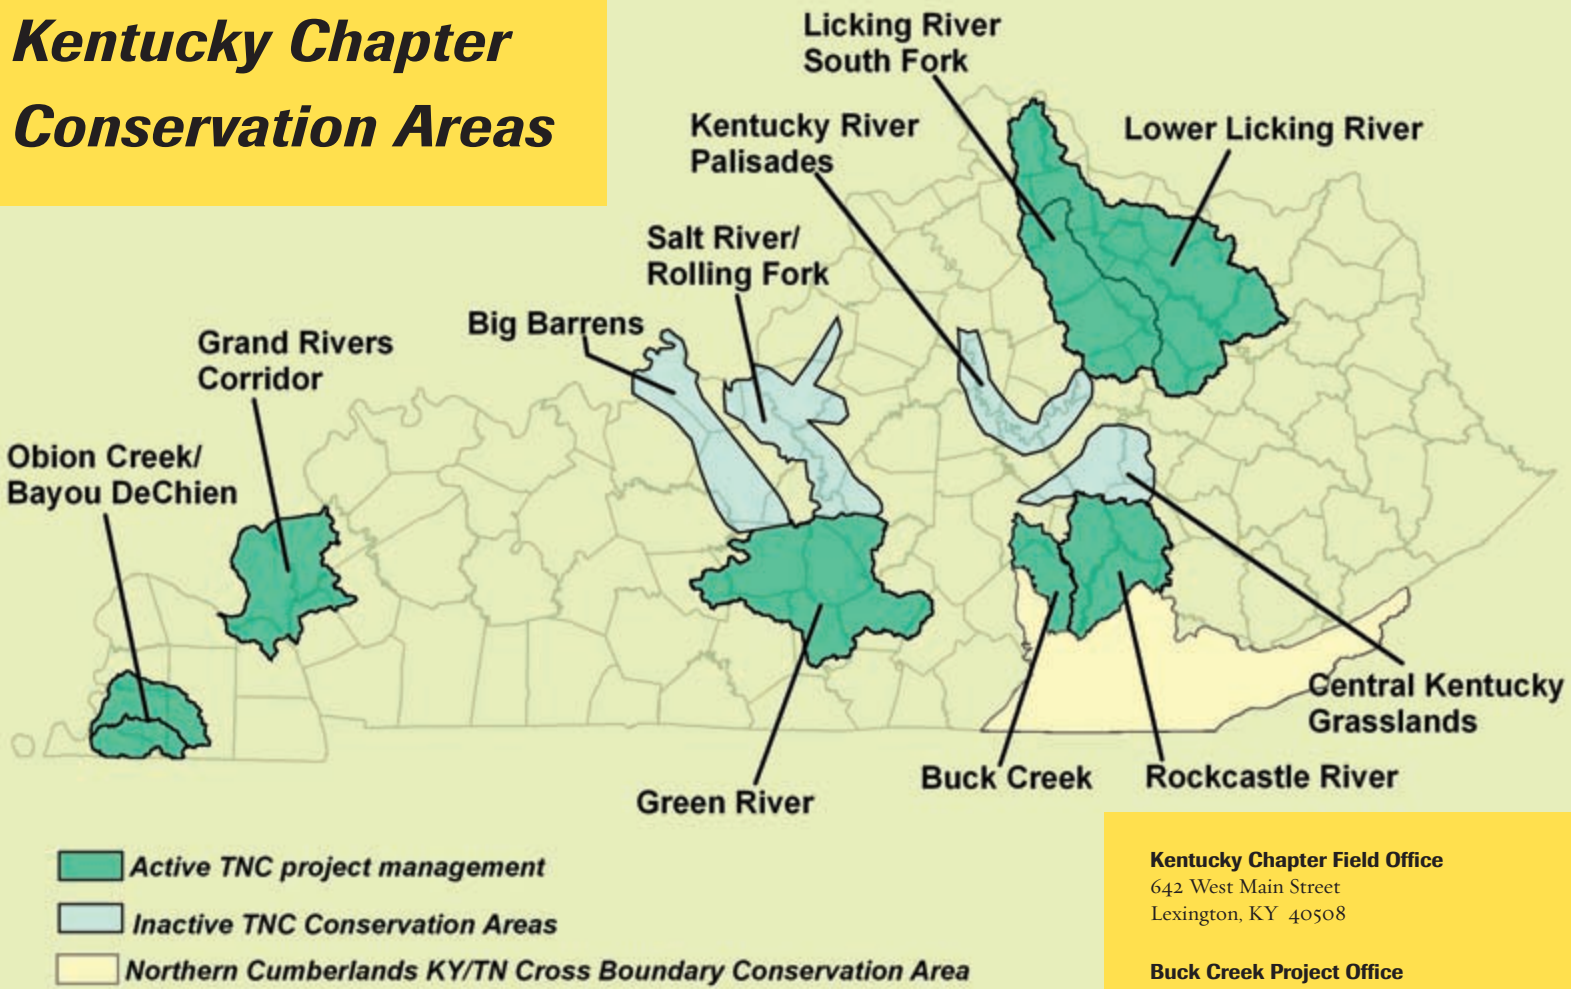 Kentucky Chapter
Conservation Areas
Licking River
South Fork
Kentucky River
Palisades
Lower Licking River
Salt River/
Rolling Fork
Big Barrens
Grand Rivers
Corridor
Obion Creek/
Bayou DeChien
Central Kentucky
Grasslands
Buck Creek
Rockcastle River
Green River
Active TNC project management
Inactive TNC Conservation Areas
Northern Cumberlands KY/TN Cross Boundary Conservation Area
Kentucky Chapter Field Office
642 West Main Street
Lexington, KY 40508
Buck Creek Project Office